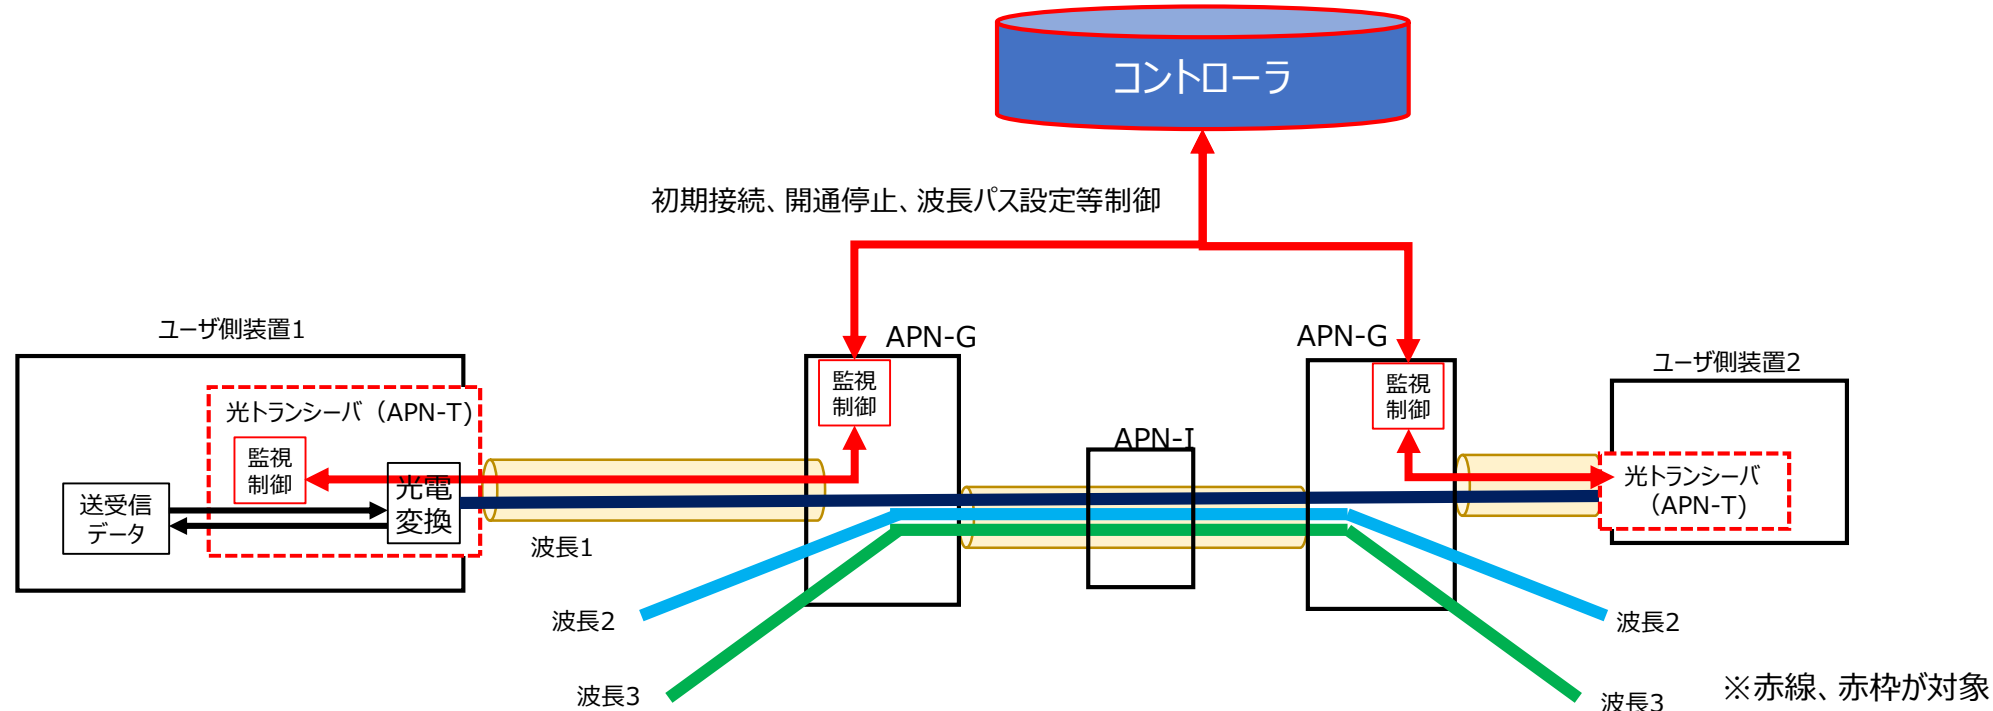 コントローラ
初期接続、開通停止、波長パス設定等制御
ユーザ側装置1
APN-G
APN-G
ユーザ側装置2
監視
制御
監視
制御
光トランシーバ（APN-T)
APN-I
監視
制御
光電
変換
送受信
データ
光トランシーバ
（APN-T)
波長1
波長2
波長2
波長3
波長3
※赤線、赤枠が対象